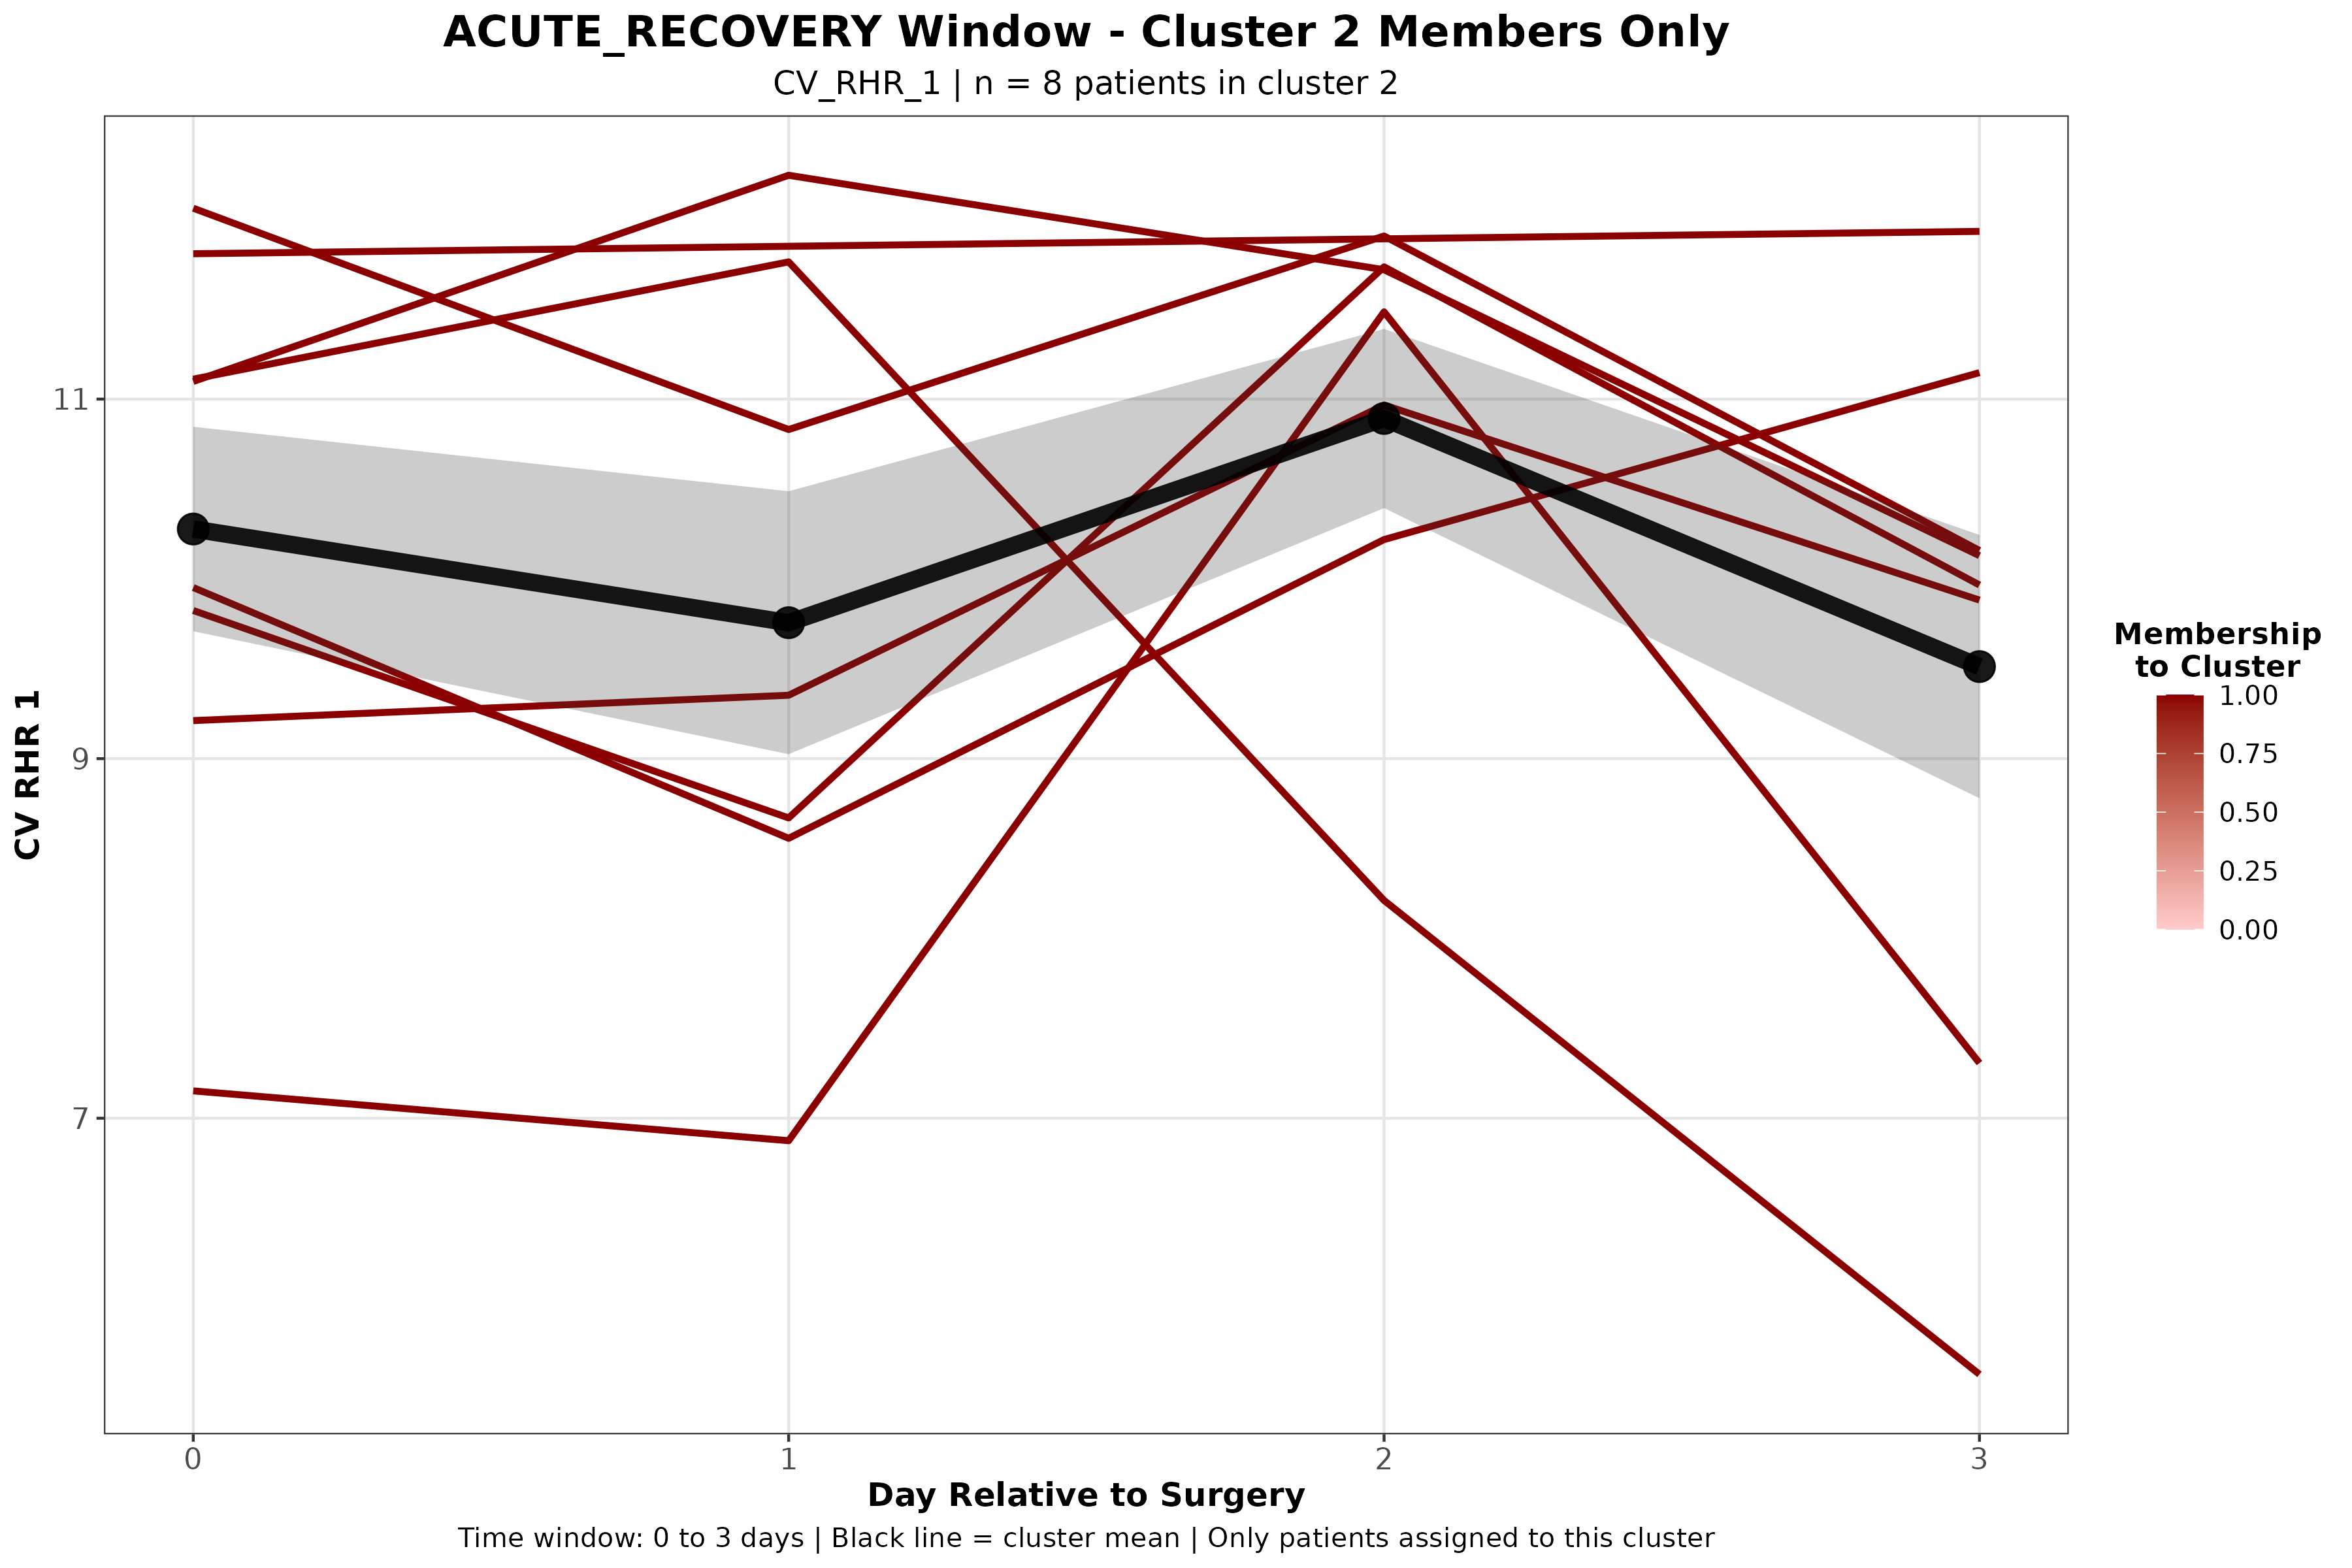 ACUTE_RECOVERY Window - Cluster 2 Members Only
CV_RHR_1 | n = 8 patients in cluster 2
11
9
7
CV RHR 1
0
1
2
3
Day Relative to Surgery
Time window: 0 to 3 days | Black line = cluster mean | Only patients assigned to this cluster
Membership
to Cluster
1.00
0.75
0.50
0.25
0.00